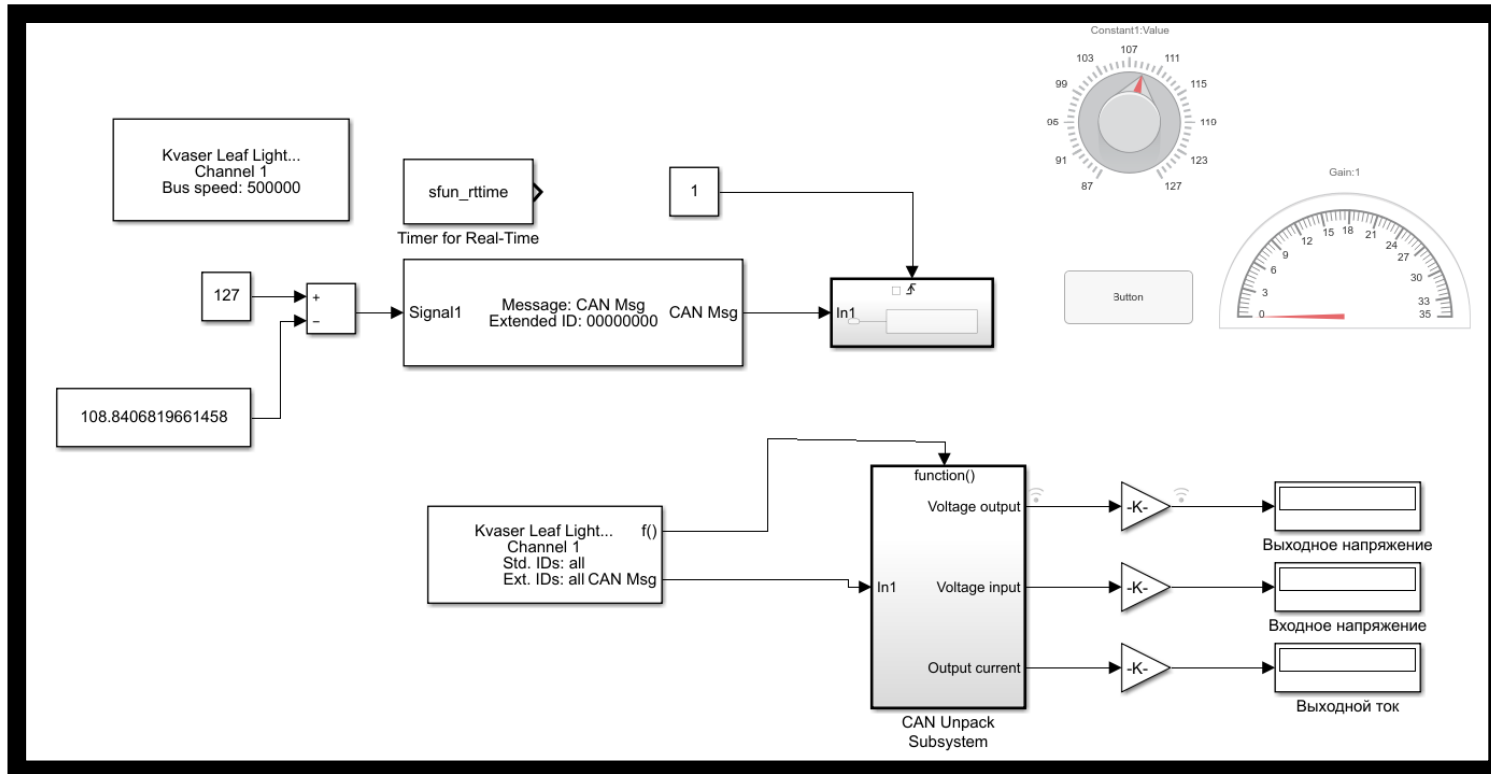 Constant1:Value
87
91
95
99
103
107
111
115
119
123
127
Kvaser Leaf Light...
Channel 1
Bus speed: 500000
sfun_rttime
Timer for Real-Time
1
Gain:1
0
3
6
9
12
15
18
21
24
27
30
33
35
Button
127
+
−
Signal1
Message: CAN Msg
Extended ID: 00000000
CAN Msg
In1
108.8406819661458
Kvaser Leaf Light...
Channel 1
Std. IDs: all
Ext. IDs: all
f()
CAN Msg
function()
In1
Voltage output
Voltage input
Output current
CAN Unpack
Subsystem
-K-
Выходное напряжение
-K-
Входное напряжение
-K-
Выходной ток